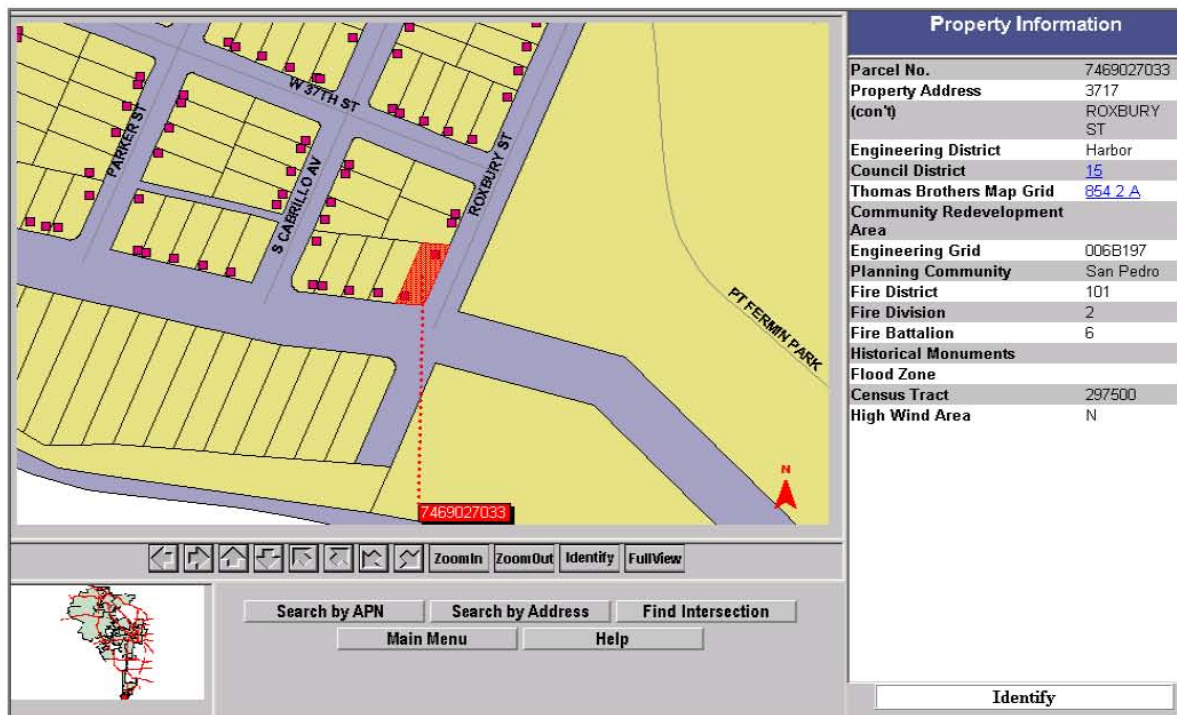 W 37TH ST
PARKER ST
S CABRILLO AV
ROXBURY ST
PT FERMIN PARK
N
7469027033
ZoomIn ZoomOut Identify FullView
Search by APN Search by Address Find Intersection
Main Menu Help
Property Information
Parcel No. 7469027033
Property Address 3717
(con't) ROXBURY
ST
Engineering District Harbor
Council District 15
Thomas Brothers Map Grid 854 2 A
Community Redevelopment
Area
Engineering Grid 006B197
Planning Community San Pedro
Fire District 101
Fire Division 2
Fire Battalion 6
Historical Monuments
Flood Zone
Census Tract 297500
High Wind Area N
Identify